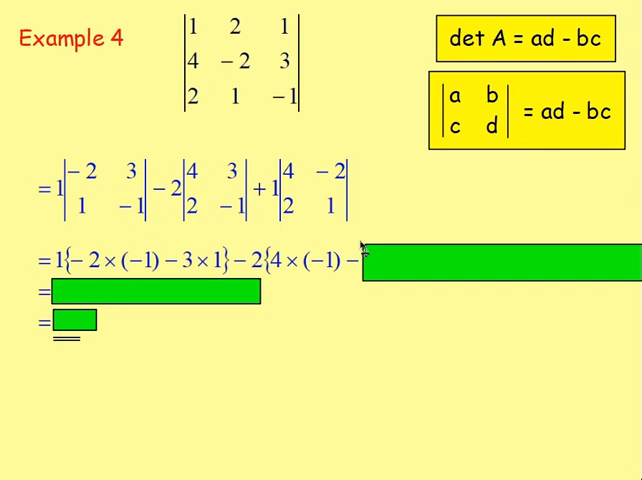 Example 4
1 2 1
4 − 2 3
2 1 − 1
det A = ad - bc
a b
c d
= ad - bc
= 1 |− 2 3; 1 − 1| − 2 |4 3; 2 − 1| + 1 |4 − 2; 2 1|
= 1{− 2 × (−1) − 3 × 1} − 2{4 × (−1) −
=
=